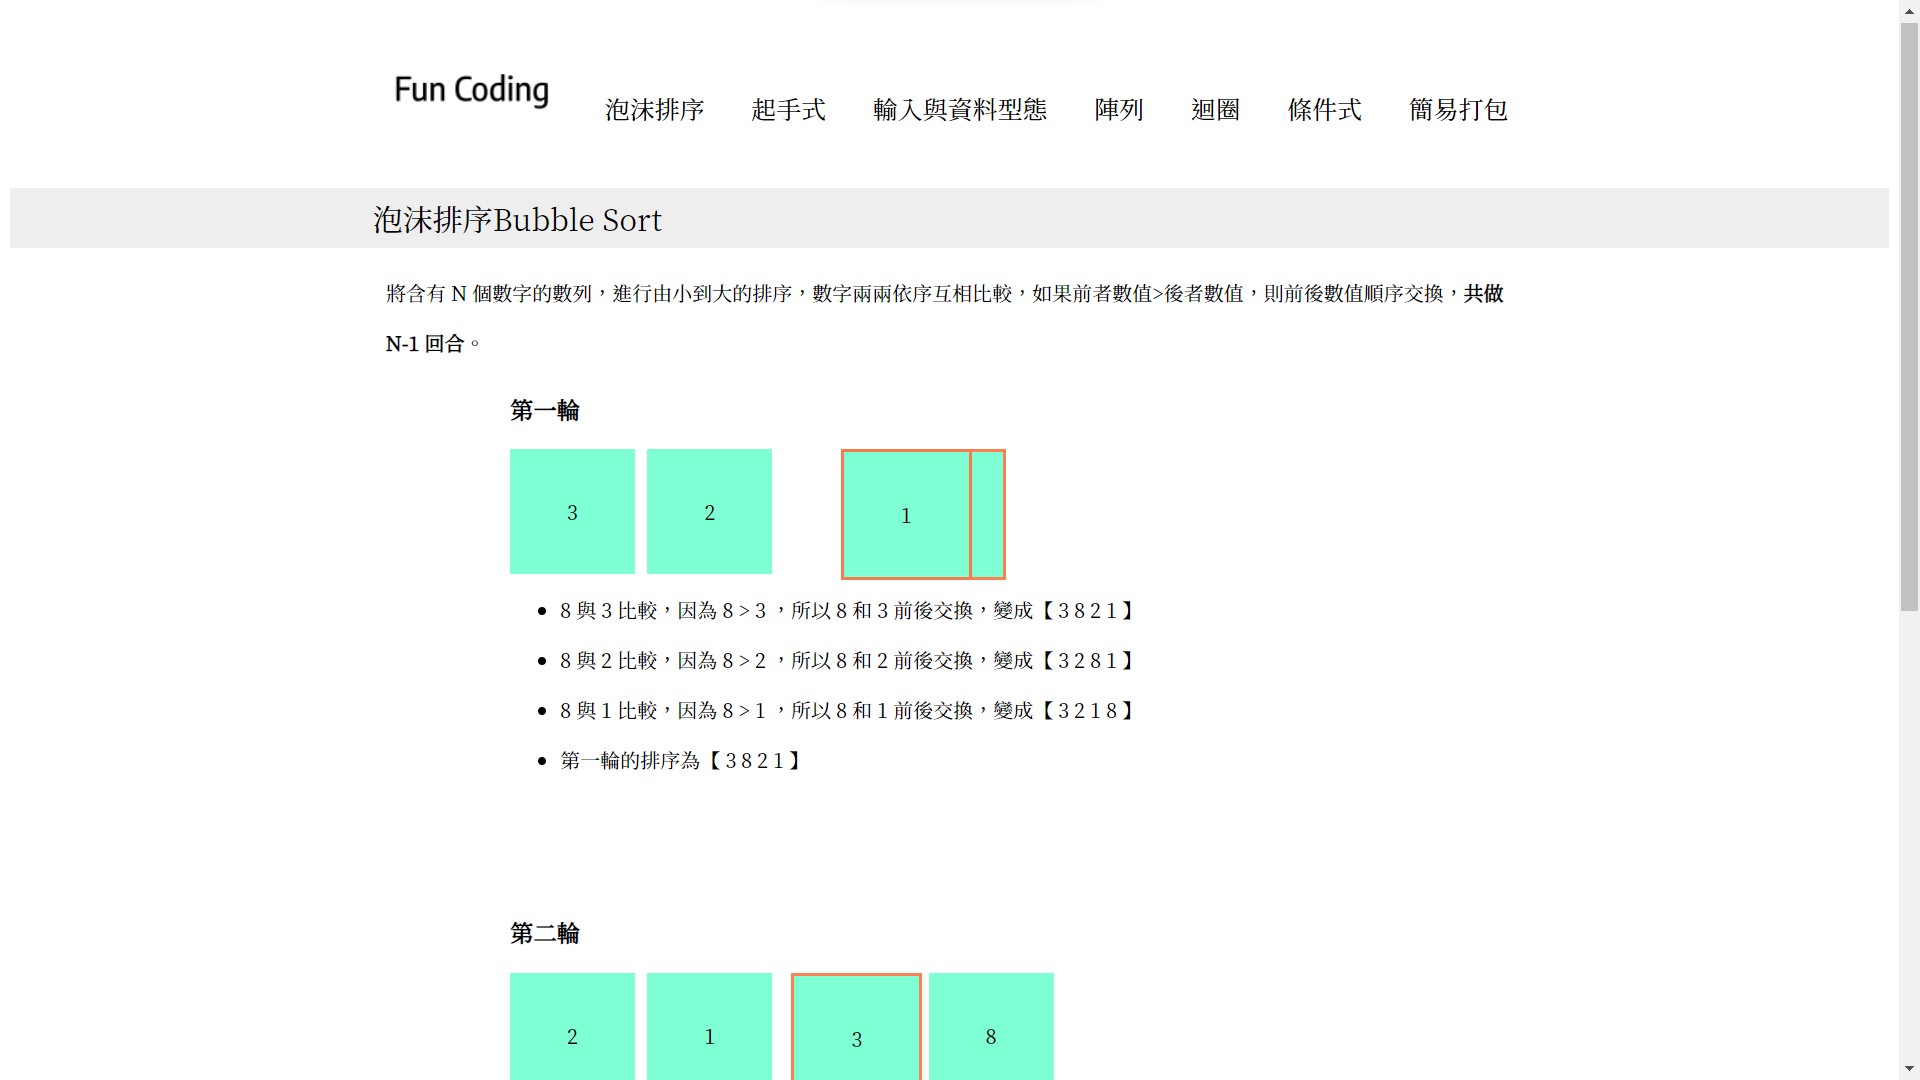 Fun Coding
泡沫排序 起手式 輸入與資料型態 陣列 迴圈 條件式 簡易打包
泡沫排序Bubble Sort
將含有 N 個數字的數列，進行由小到大的排序，數字兩兩依序互相比較，如果前者數值>後者數值，則前後數值順序交換，共做
N-1 回合。
第一輪
3 2 1
8 與 3 比較，因為 8 > 3 ，所以 8 和 3 前後交換，變成【 3 8 2 1 】
8 與 2 比較，因為 8 > 2 ，所以 8 和 2 前後交換，變成【 3 2 8 1 】
8 與 1 比較，因為 8 > 1 ，所以 8 和 1 前後交換，變成【 3 2 1 8 】
第一輪的排序為【 3 8 2 1 】
第二輪
2 1 3 8